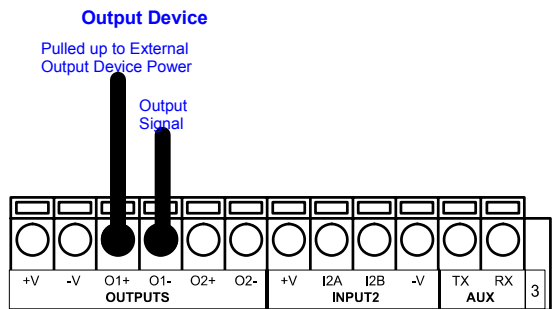 Output Device
Pulled up to External
Output Device Power
Output
Signal
+V -V O1+ O1- O2+ O2- +V I2A I2B -V TX RX
OUTPUTS INPUT2 AUX 3